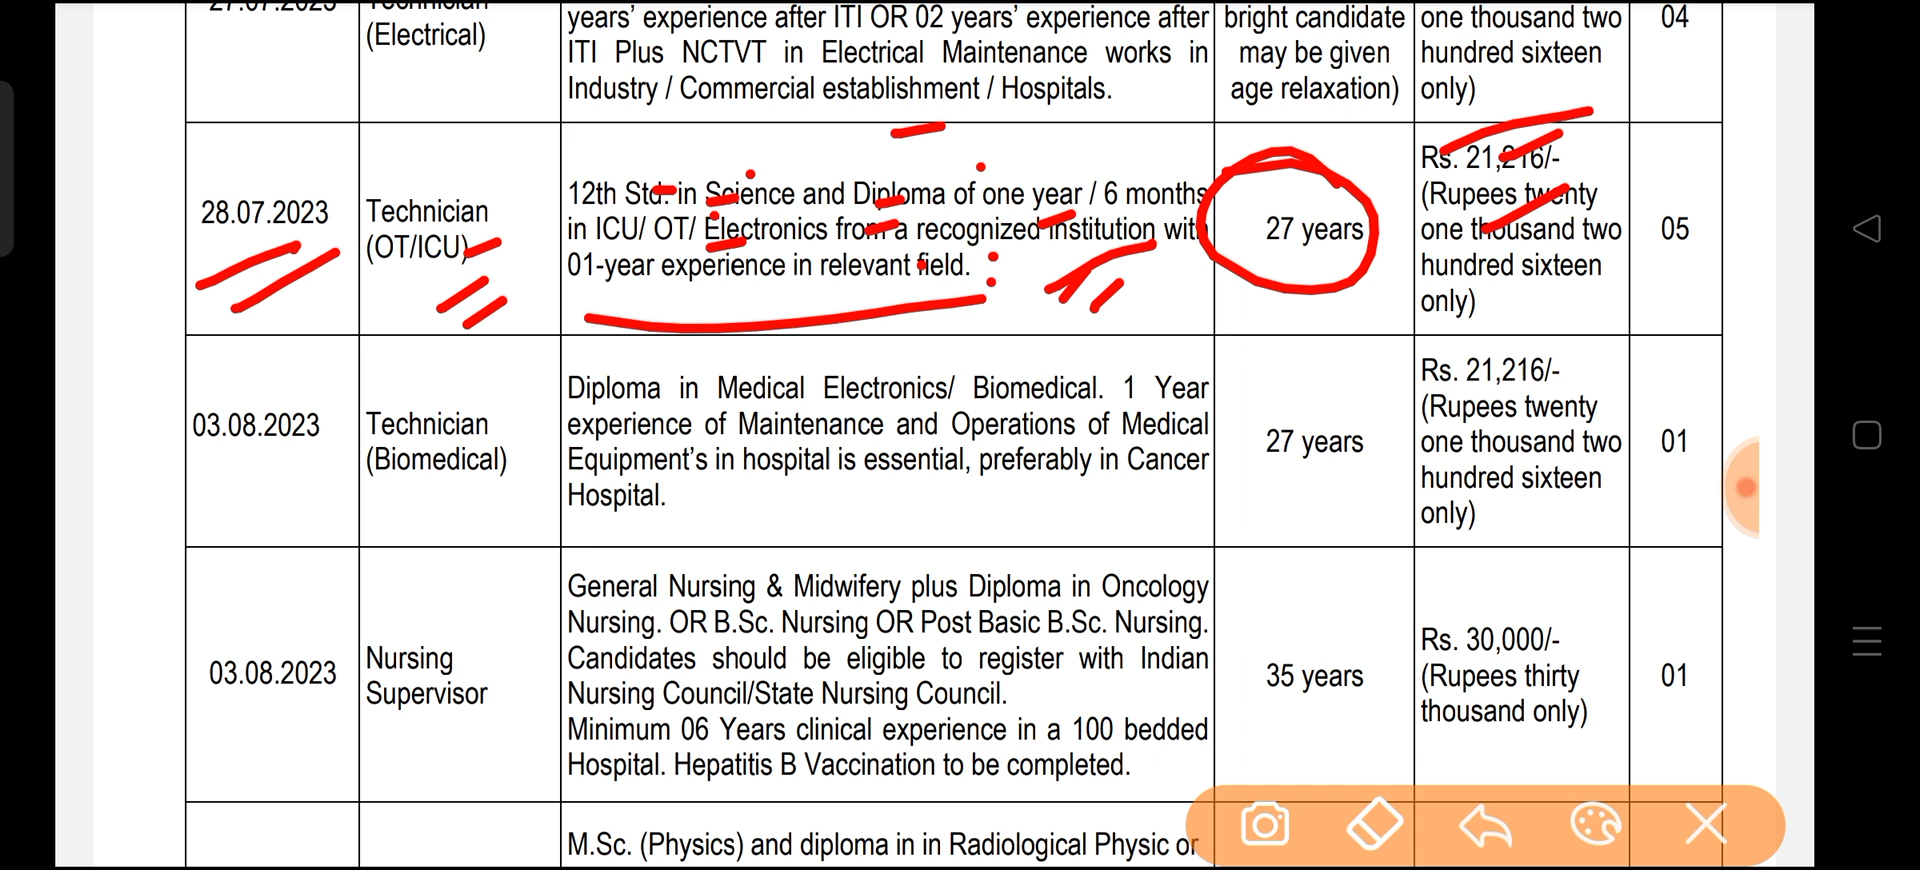 27.07.2023
Technician
(Electrical)
years’ experience after ITI OR 02 years’ experience after
ITI Plus NCTVT in Electrical Maintenance works in
Industry / Commercial establishment / Hospitals.
bright candidate
may be given
age relaxation)
one thousand two
hundred sixteen
only)
04
28.07.2023
Technician
(OT/ICU)
12th Std. in Science and Diploma of one year / 6 months
in ICU/ OT/ Electronics from a recognized institution with
01-year experience in relevant field.
27 years
Rs. 21,216/-
(Rupees twenty
one thousand two
hundred sixteen
only)
05
03.08.2023
Technician
(Biomedical)
Diploma in Medical Electronics/ Biomedical. 1 Year
experience of Maintenance and Operations of Medical
Equipment’s in hospital is essential, preferably in Cancer
Hospital.
27 years
Rs. 21,216/-
(Rupees twenty
one thousand two
hundred sixteen
only)
01
03.08.2023
Nursing
Supervisor
General Nursing & Midwifery plus Diploma in Oncology
Nursing. OR B.Sc. Nursing OR Post Basic B.Sc. Nursing.
Candidates should be eligible to register with Indian
Nursing Council/State Nursing Council.
Minimum 06 Years clinical experience in a 100 bedded
Hospital. Hepatitis B Vaccination to be completed.
35 years
Rs. 30,000/-
(Rupees thirty
thousand only)
01
M.Sc. (Physics) and diploma in in Radiological Physic or